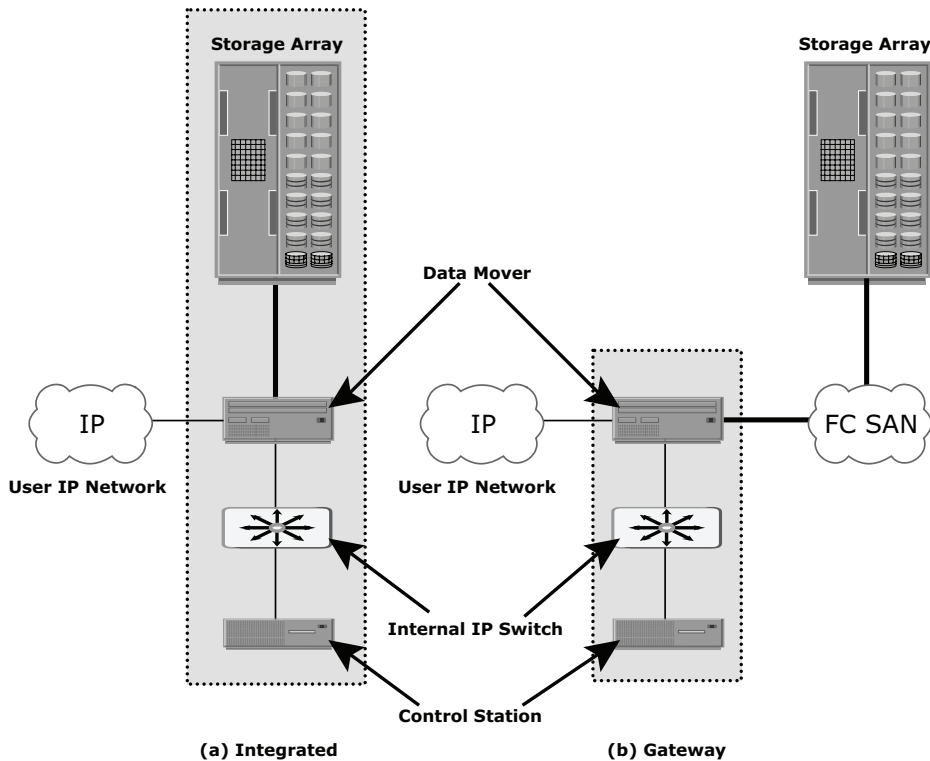 Storage Array
Storage Array
Data Mover
IP
IP
FC SAN
User IP Network
User IP Network
Internal IP Switch
Control Station
(a) Integrated
(b) Gateway